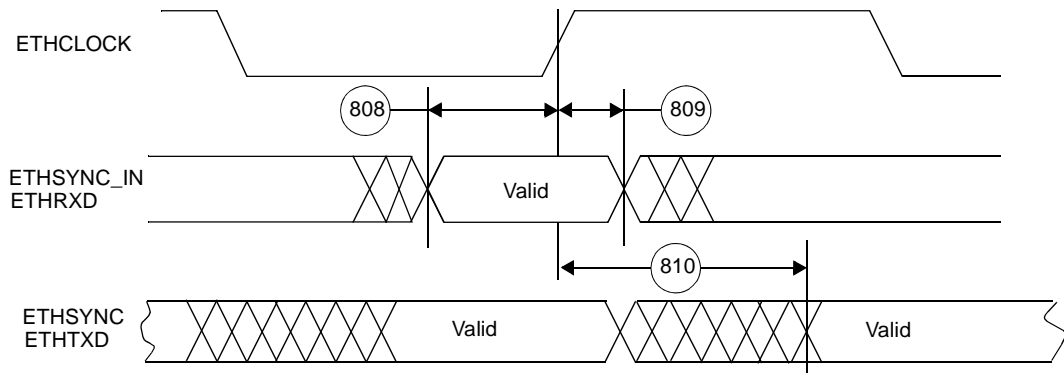 ETHCLOCK
808
809
ETHSYNC_IN
ETHRXD
Valid
810
ETHSYNC
ETHTXD
Valid
Valid